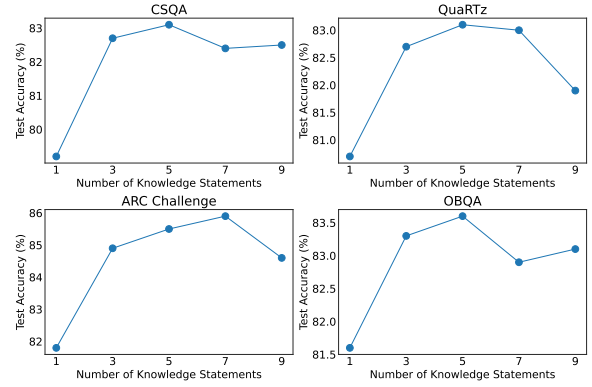 CSQA
Test Accuracy (%)
83
82
81
80
1 3 5 7 9
Number of Knowledge Statements
QuaRTz
Test Accuracy (%)
83.0
82.5
82.0
81.5
81.0
1 3 5 7 9
Number of Knowledge Statements
ARC Challenge
Test Accuracy (%)
86
85
84
83
82
1 3 5 7 9
Number of Knowledge Statements
OBQA
Test Accuracy (%)
83.5
83.0
82.5
82.0
81.5
1 3 5 7 9
Number of Knowledge Statements